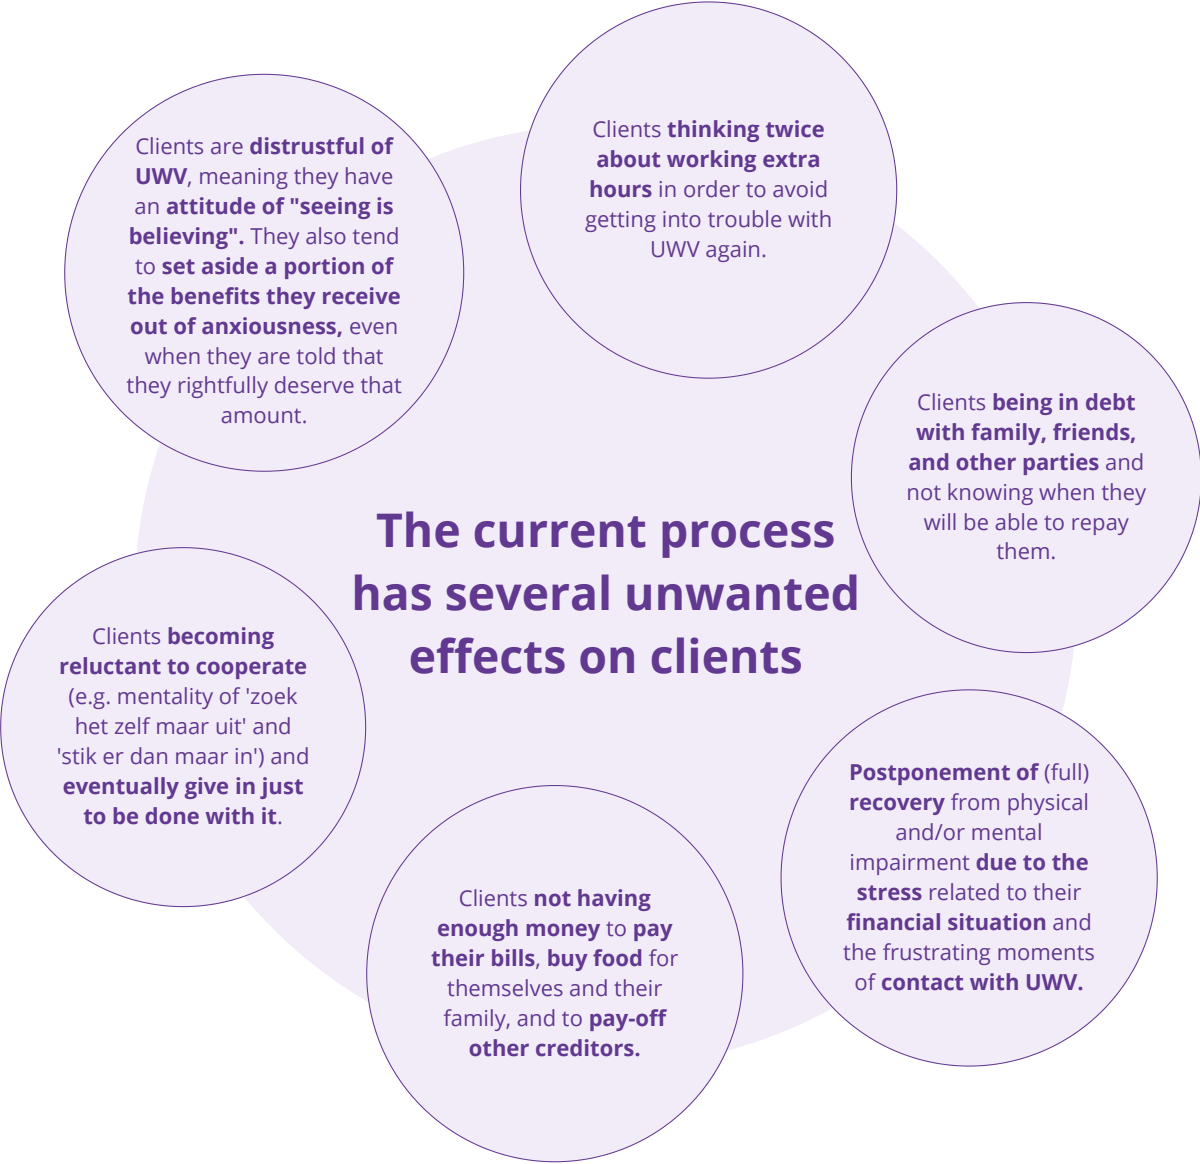 Clients are distrustful of
UWV, meaning they have
an attitude of "seeing is
believing". They also tend
to set aside a portion of
the benefits they receive
out of anxiousness, even
when they are told that
they rightfully deserve that
amount.
Clients thinking twice
about working extra
hours in order to avoid
getting into trouble with
UWV again.
Clients being in debt
with family, friends,
and other parties and
not knowing when they
will be able to repay
them.
The current process
has several unwanted
effects on clients
Clients becoming
reluctant to cooperate
(e.g. mentality of 'zoek
het zelf maar uit' and
'stik er dan maar in') and
eventually give in just
to be done with it.
Postponement of (full)
recovery from physical
and/or mental
impairment due to the
stress related to their
financial situation and
the frustrating moments
of contact with UWV.
Clients not having
enough money to pay
their bills, buy food for
themselves and their
family, and to pay-off
other creditors.